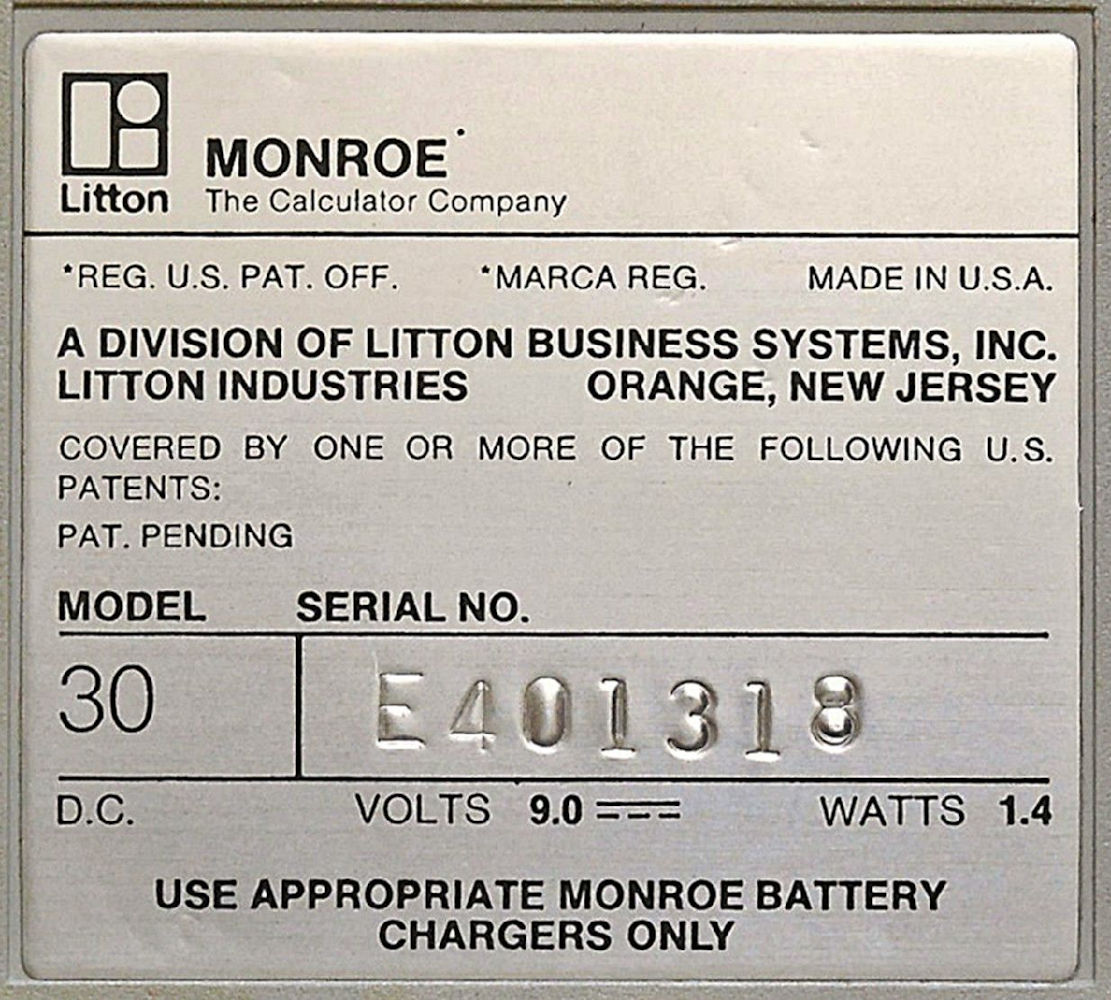 Litton
MONROE*
The Calculator Company
*REG. U.S. PAT. OFF. *MARCA REG. MADE IN U.S.A.
A DIVISION OF LITTON BUSINESS SYSTEMS, INC.
LITTON INDUSTRIES ORANGE, NEW JERSEY
COVERED BY ONE OR MORE OF THE FOLLOWING U.S.
PATENTS:
PAT. PENDING
MODEL SERIAL NO.
30 E401318
D.C. VOLTS 9.0 WATTS 1.4
USE APPROPRIATE MONROE BATTERY
CHARGERS ONLY